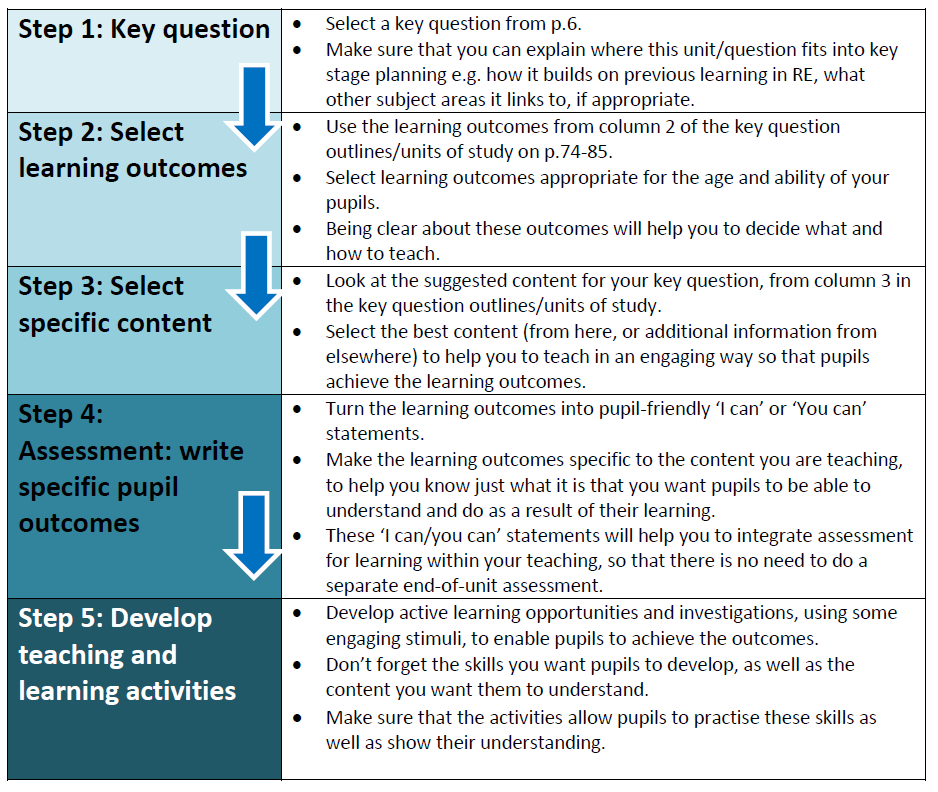 Step 1: Key question
• Select a key question from p.6.
• Make sure that you can explain where this unit/question fits into key
stage planning e.g. how it builds on previous learning in RE, what
other subject areas it links to, if appropriate.
Step 2: Select
learning outcomes
• Use the learning outcomes from column 2 of the key question
outlines/units of study on p.74-85.
• Select learning outcomes appropriate for the age and ability of your
pupils.
• Being clear about these outcomes will help you to decide what and
how to teach.
Step 3: Select
specific content
• Look at the suggested content for your key question, from column 3 in
the key question outlines/units of study.
• Select the best content (from here, or additional information from
elsewhere) to help you to teach in an engaging way so that pupils
achieve the learning outcomes.
Step 4:
Assessment: write
specific pupil
outcomes
• Turn the learning outcomes into pupil-friendly ‘I can’ or ‘You can’
statements.
• Make the learning outcomes specific to the content you are teaching,
to help you know just what it is that you want pupils to be able to
understand and do as a result of their learning.
• These ‘I can/you can’ statements will help you to integrate assessment
for learning within your teaching, so that there is no need to do a
separate end-of-unit assessment.
Step 5: Develop
teaching and
learning activities
• Develop active learning opportunities and investigations, using some
engaging stimuli, to enable pupils to achieve the outcomes.
• Don’t forget the skills you want pupils to develop, as well as the
content you want them to understand.
• Make sure that the activities allow pupils to practise these skills as
well as show their understanding.